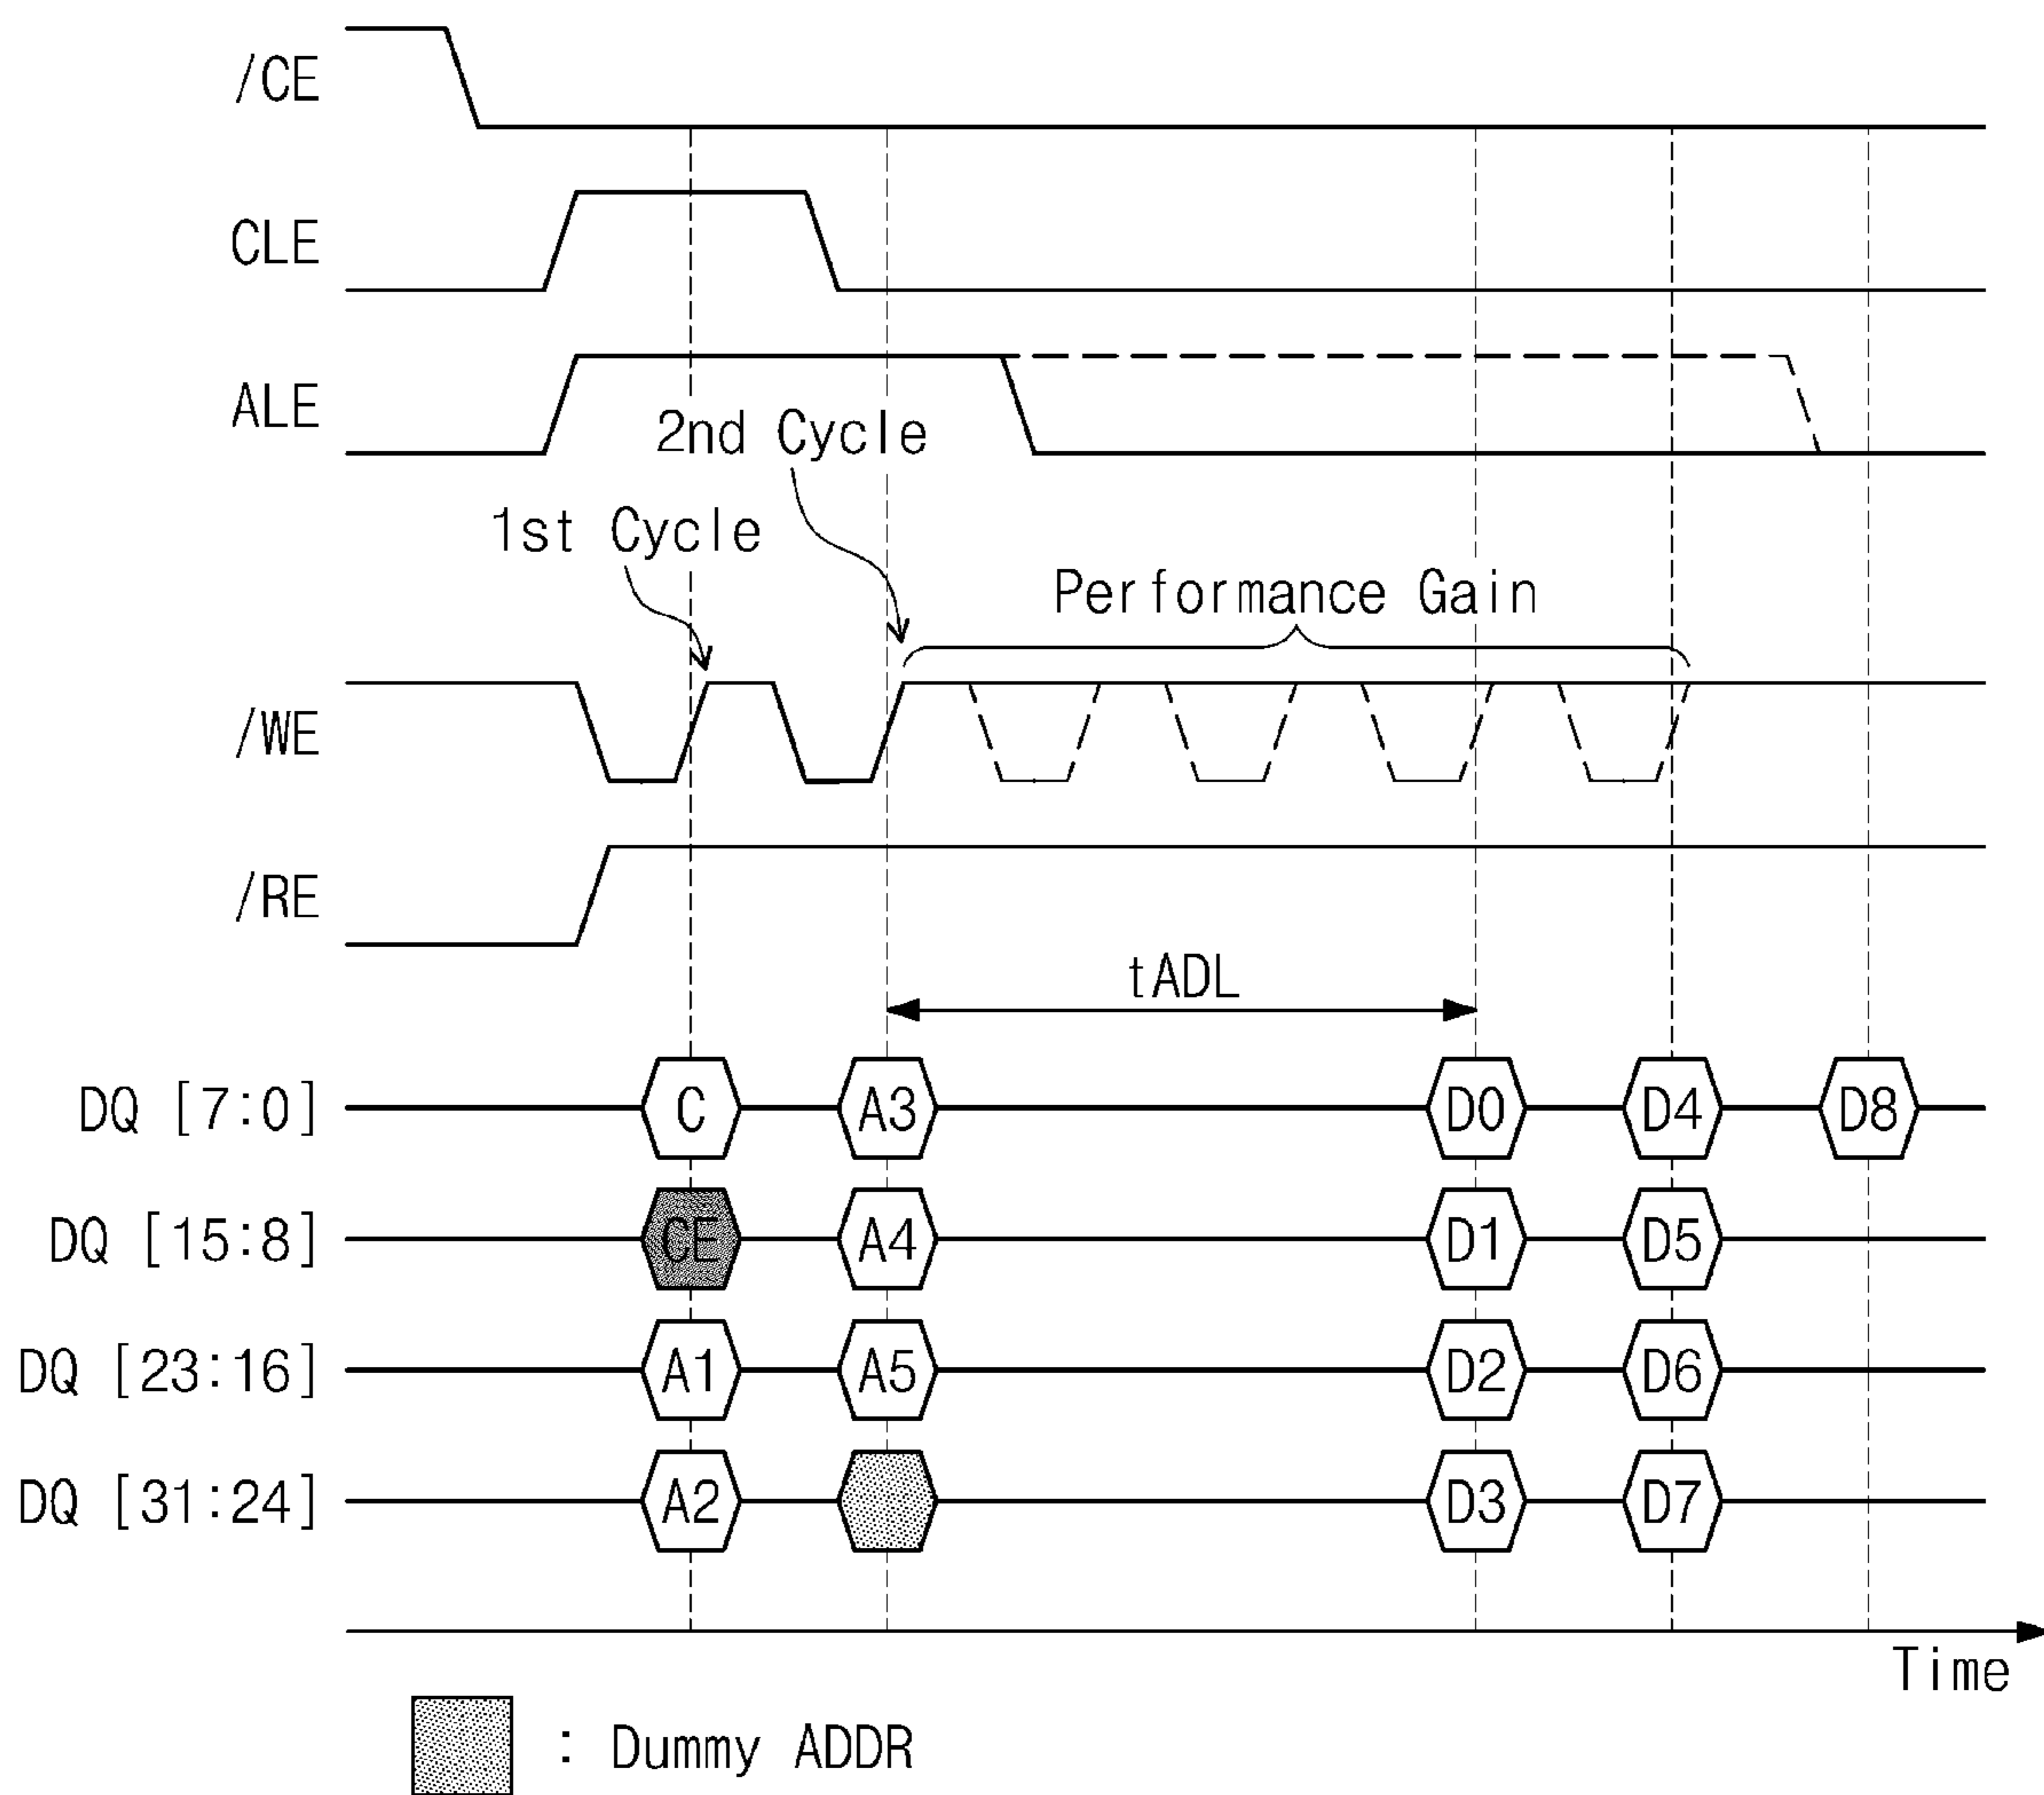 /CE
CLE
ALE
2nd Cycle
1st Cycle
Performance Gain
/WE
/RE
tADL
DQ [7:0] C A3 D0 D4 D8
DQ [15:8] CE A4 D1 D5
DQ [23:16] A1 A5 D2 D6
DQ [31:24] A2 D3 D7
Time
: Dummy ADDR